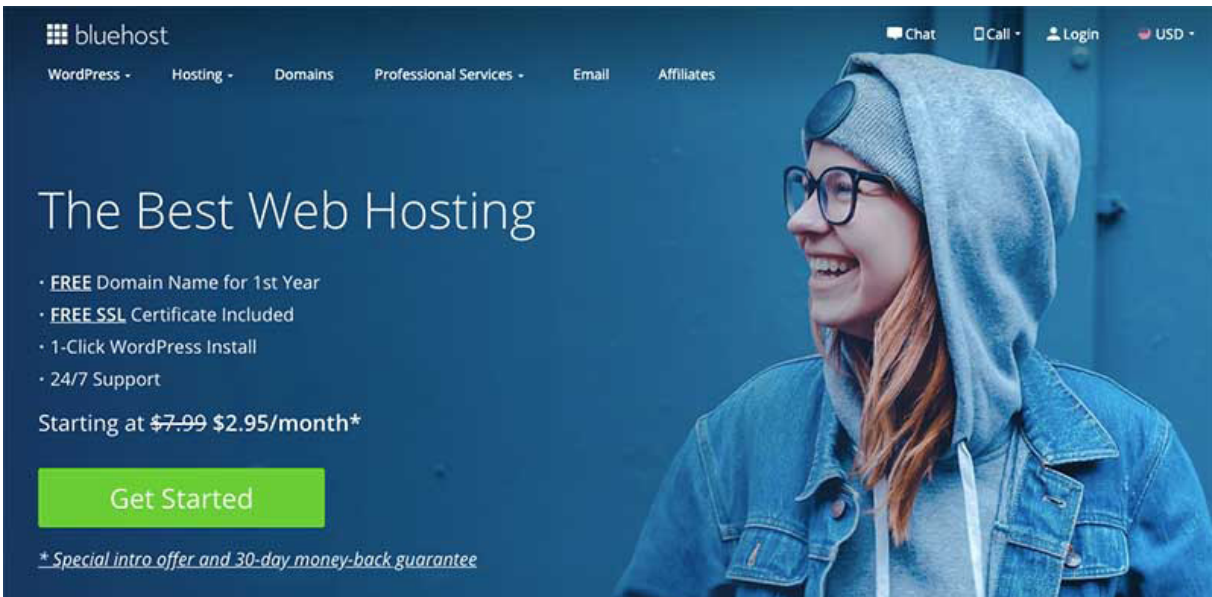 bluehost
Chat Call Login USD
WordPress Hosting Domains Professional Services Email Affiliates
The Best Web Hosting
· FREE Domain Name for 1st Year
· FREE SSL Certificate Included
· 1-Click WordPress Install
· 24/7 Support
Starting at $7.99 $2.95/month*
Get Started
* Special intro offer and 30-day money-back guarantee